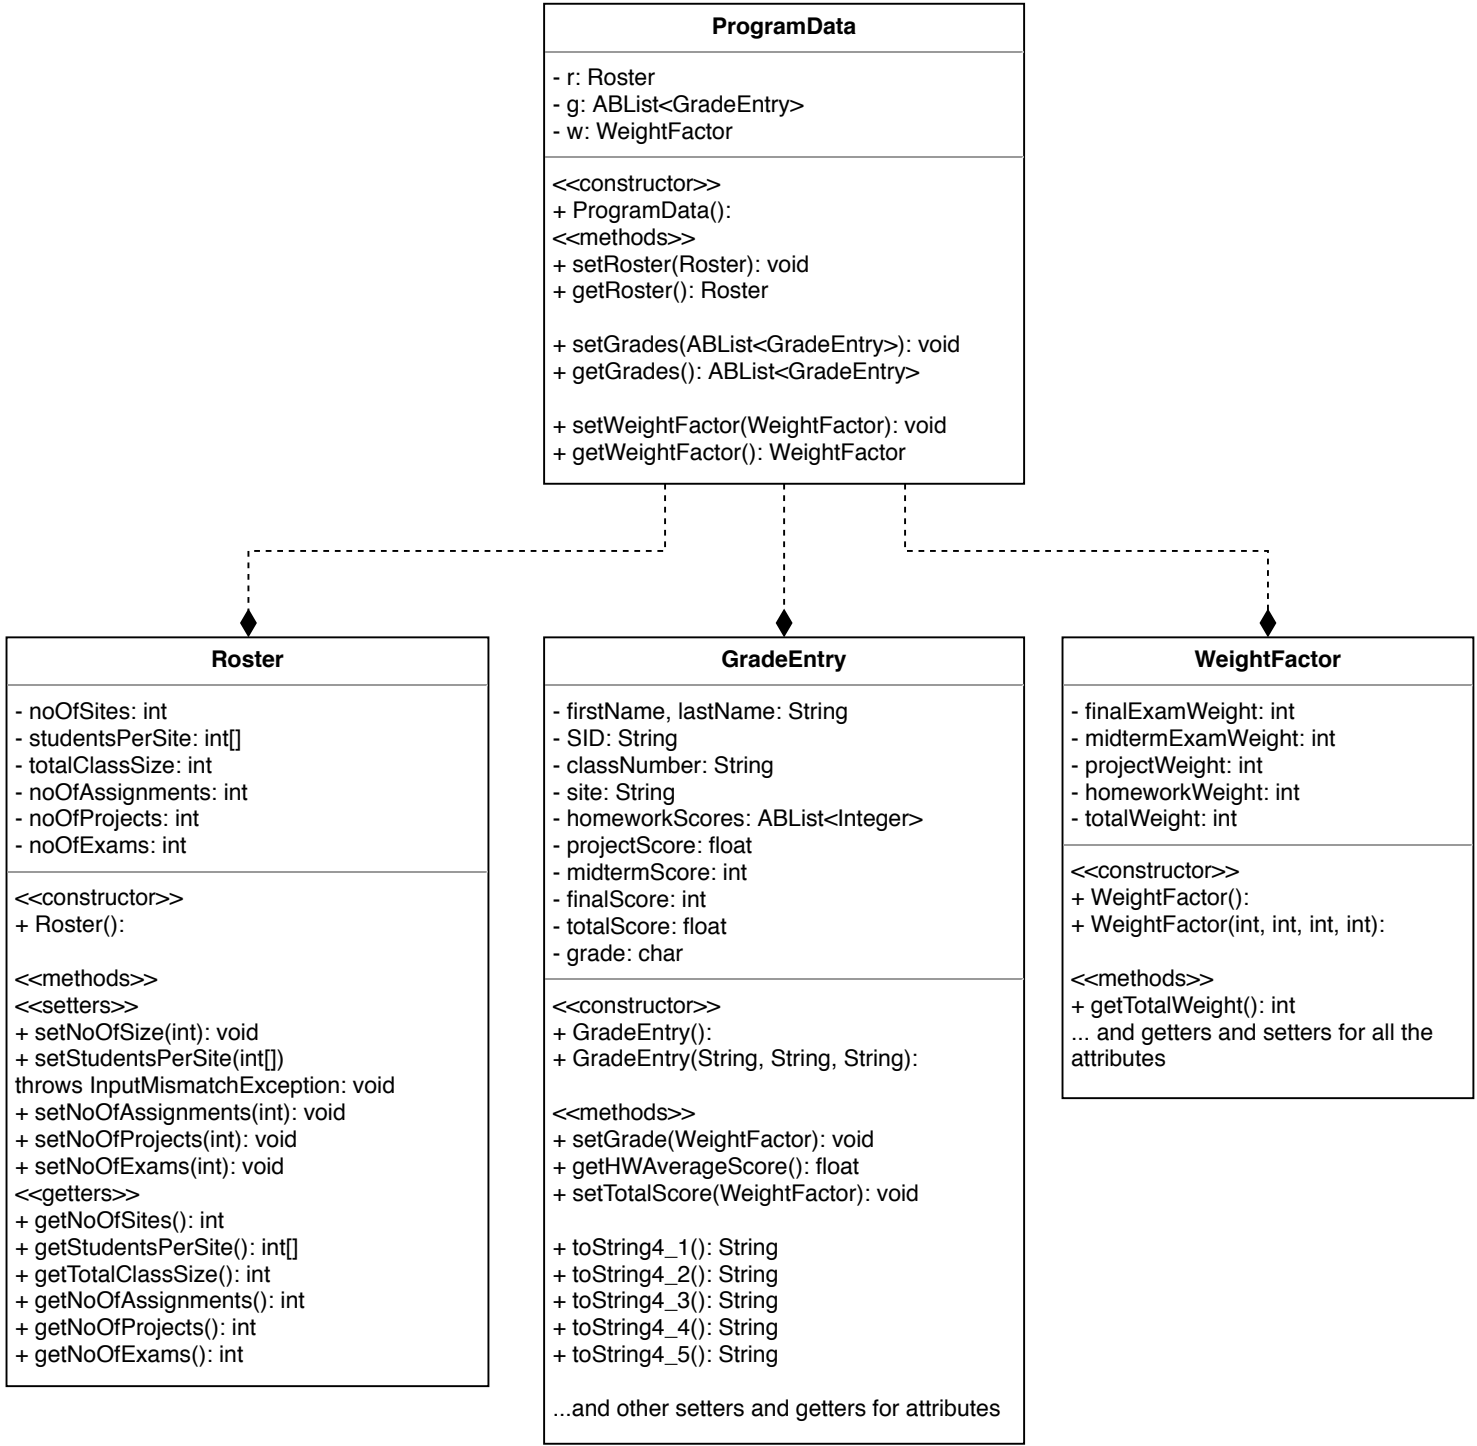 ProgramData
- r: Roster
- g: ABList<GradeEntry>
- w: WeightFactor
<<constructor>>
+ ProgramData():
<<methods>>
+ setRoster(Roster): void
+ getRoster(): Roster
+ setGrades(ABList<GradeEntry>): void
+ getGrades(): ABList<GradeEntry>
+ setWeightFactor(WeightFactor): void
+ getWeightFactor(): WeightFactor
Roster
- noOfSites: int
- studentsPerSite: int[]
- totalClassSize: int
- noOfAssignments: int
- noOfProjects: int
- noOfExams: int
<<constructor>>
+ Roster():
<<methods>>
<<setters>>
+ setNoOfSize(int): void
+ setStudentsPerSite(int[])
throws InputMismatchException: void
+ setNoOfAssignments(int): void
+ setNoOfProjects(int): void
+ setNoOfExams(int): void
<<getters>>
+ getNoOfSites(): int
+ getStudentsPerSite(): int[]
+ getTotalClassSize(): int
+ getNoOfAssignments(): int
+ getNoOfProjects(): int
+ getNoOfExams(): int
GradeEntry
- firstName, lastName: String
- SID: String
- classNumber: String
- site: String
- homeworkScores: ABList<Integer>
- projectScore: float
- midtermScore: int
- finalScore: int
- totalScore: float
- grade: char
<<constructor>>
+ GradeEntry():
+ GradeEntry(String, String, String):
<<methods>>
+ setGrade(WeightFactor): void
+ getHWAverageScore(): float
+ setTotalScore(WeightFactor): void
+ toString4_1(): String
+ toString4_2(): String
+ toString4_3(): String
+ toString4_4(): String
+ toString4_5(): String
...and other setters and getters for attributes
WeightFactor
- finalExamWeight: int
- midtermExamWeight: int
- projectWeight: int
- homeworkWeight: int
- totalWeight: int
<<constructor>>
+ WeightFactor():
+ WeightFactor(int, int, int, int):
<<methods>>
+ getTotalWeight(): int
... and getters and setters for all the
attributes